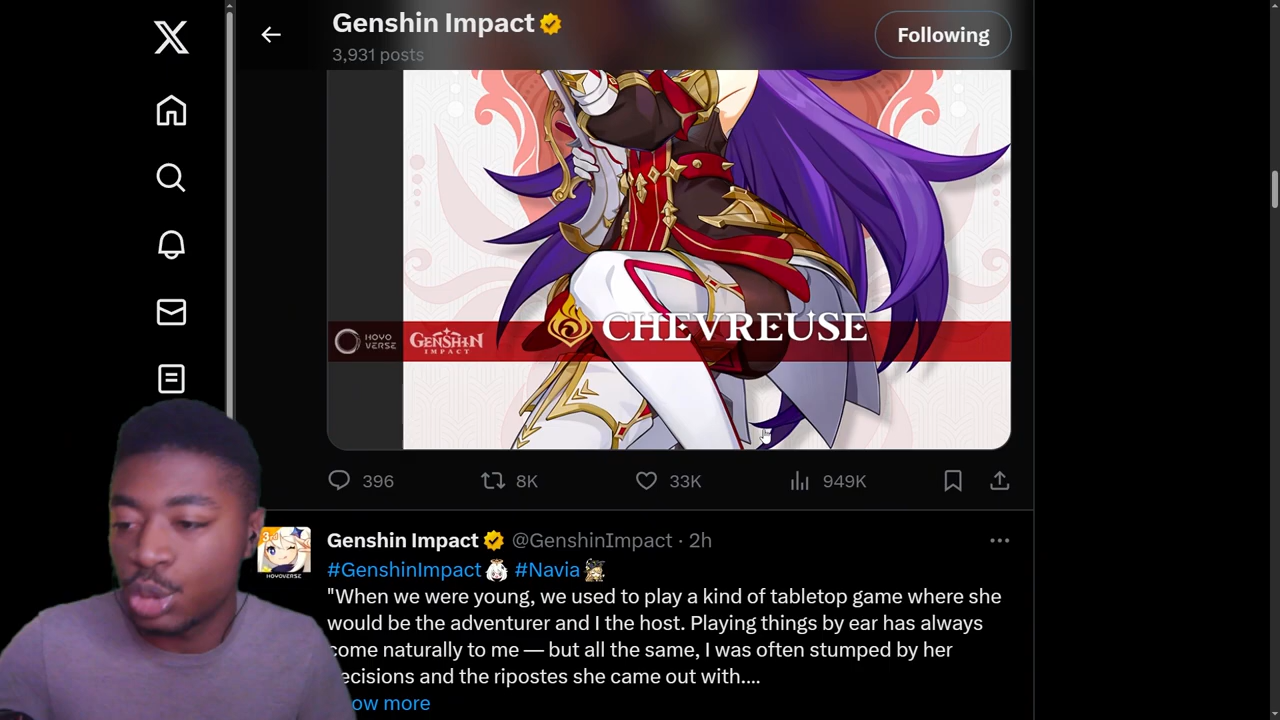 Genshin Impact
3,931 posts
Following
CHEVREUSE
HOYO
VERSE
GENSHIN
IMPACT
396
8K
33K
949K
Genshin Impact @GenshinImpact · 2h
#GenshinImpact #Navia
"When we were young, we used to play a kind of tabletop game where she
would be the adventurer and I the host. Playing things by ear has always
come naturally to me — but all the same, I was often stumped by her
decisions and the ripostes she came out with....
ow more
HOYOVERSE